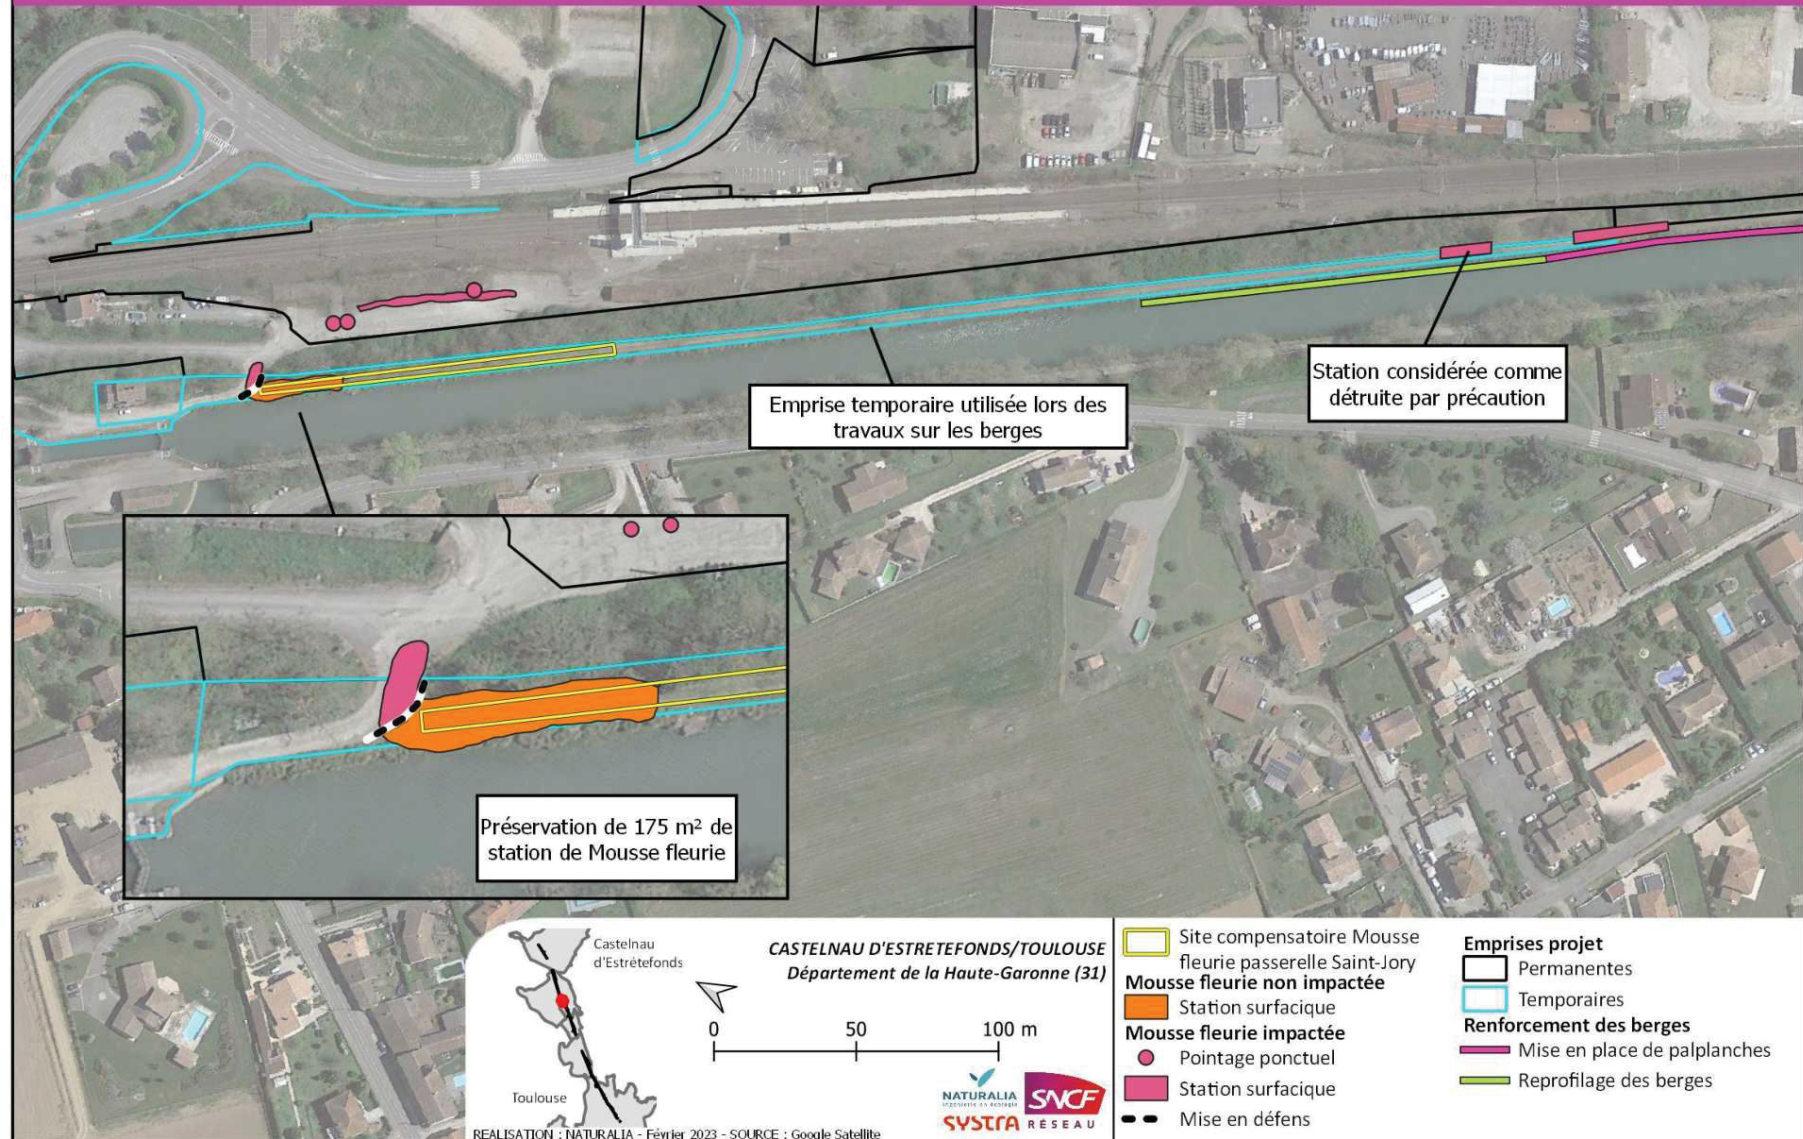 Emprise temporaire utilisée lors des
travaux sur les berges
Station considérée comme
détruite par précaution
Préservation de 175 m² de
station de Mousse fleurie
Castelnau
d'Estrétefonds
Toulouse
CASTELNAU D'ESTRETEFONDS/TOULOUSE
Département de la Haute-Garonne (31)
0 50 100 m
NATURALIA
Ingénierie en écologie
SYSTRA
SNCF
RÉSEAU
REALISATION : NATURALIA - Février 2023 - SOURCE : Google Satellite
Site compensatoire Mousse
fleurie passerelle Saint-Jory
Mousse fleurie non impactée
Station surfacique
Mousse fleurie impactée
Pointage ponctuel
Station surfacique
Mise en défens
Emprises projet
Permanentes
Temporaires
Renforcement des berges
Mise en place de palplanches
Reprofilage des berges